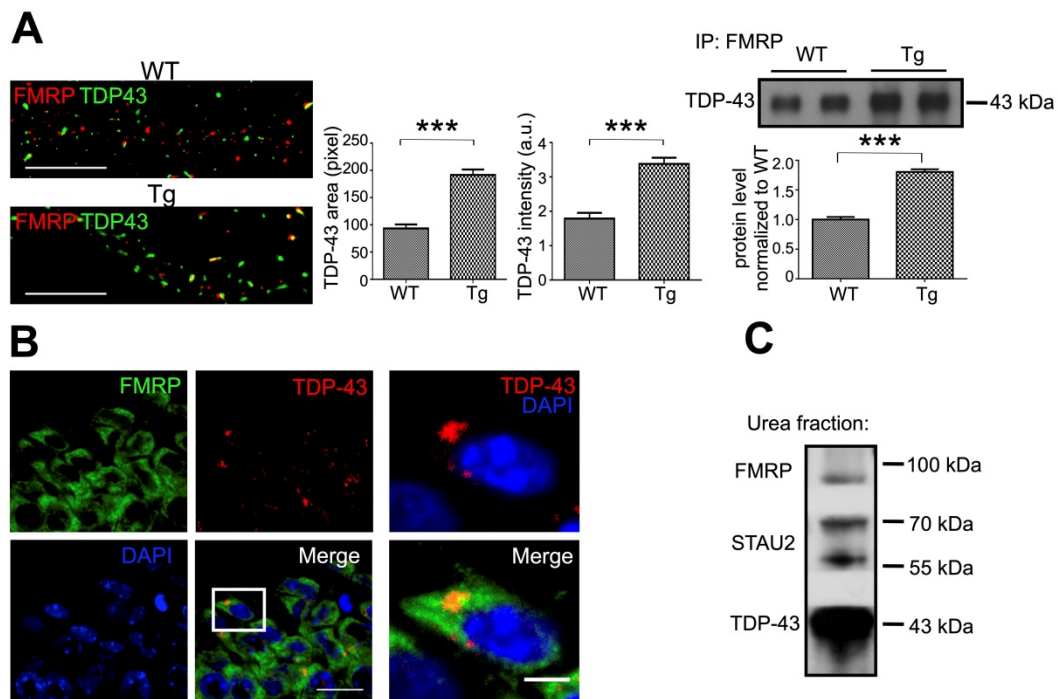 A
WT
FMRP TDP43
Tg
FMRP TDP43
TDP-43 area (pixel)
250
200
150
100
50
0
***
WT Tg
TDP-43 intensity (a.u.)
4
3
2
1
0
***
WT Tg
IP: FMRP
WT Tg
TDP-43 43 kDa
protein level
normalized to WT
2.0
1.5
1.0
0.5
0
***
WT Tg
B
FMRP
TDP-43
TDP-43
DAPI
DAPI
Merge
Merge
C
Urea fraction:
FMRP
STAU2
TDP-43
100 kDa
70 kDa
55 kDa
43 kDa